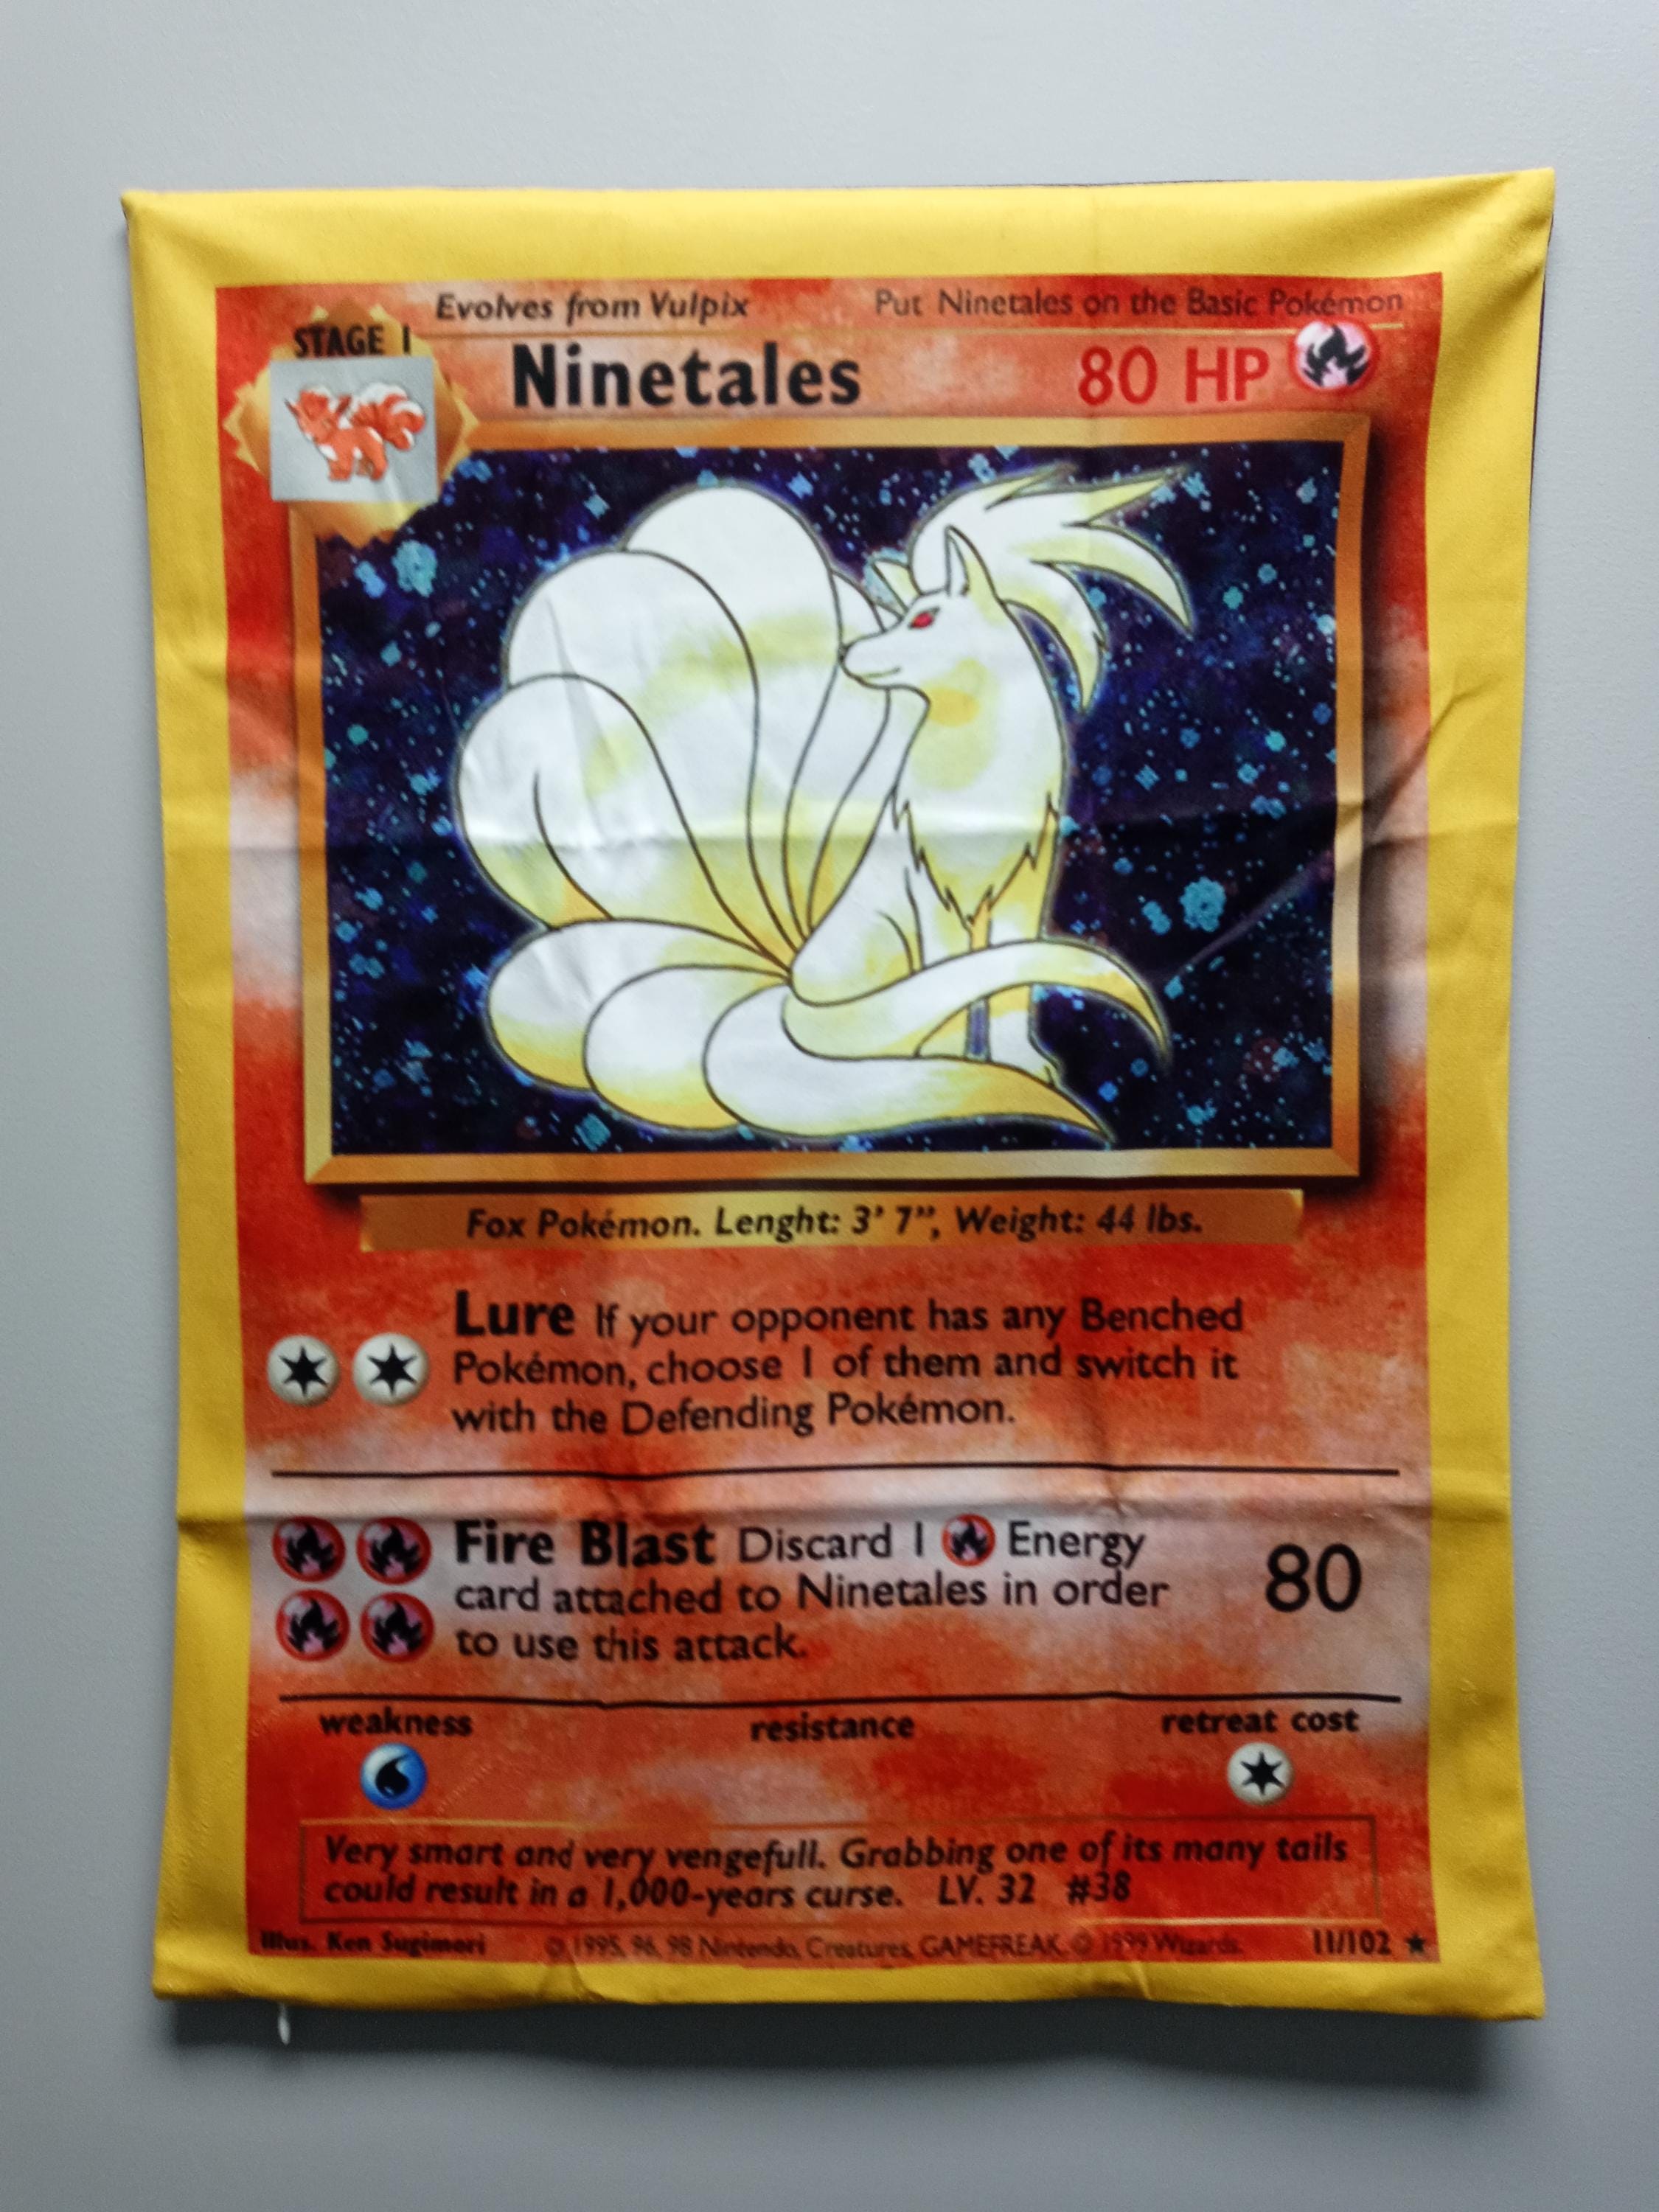 Evolves from Vulpix
Put Ninetales on the Basic Pokémon
STAGE 1
Ninetales
80 HP
Fox Pokémon. Lenght: 3' 7", Weight: 44 lbs.
Lure If your opponent has any Benched
Pokémon, choose 1 of them and switch it
with the Defending Pokémon.
Fire Blast Discard 1 Energy
card attached to Ninetales in order
to use this attack.
80
weakness
resistance
retreat cost
Very smart and very vengefull. Grabbing one of its many tails
could result in a 1,000-years curse. LV. 32 #38
Illus. Ken Sugimori
© 1995, 96, 98 Nintendo, Creatures, GAMEFREAK. © 1999 Wizards.
11/102 ★